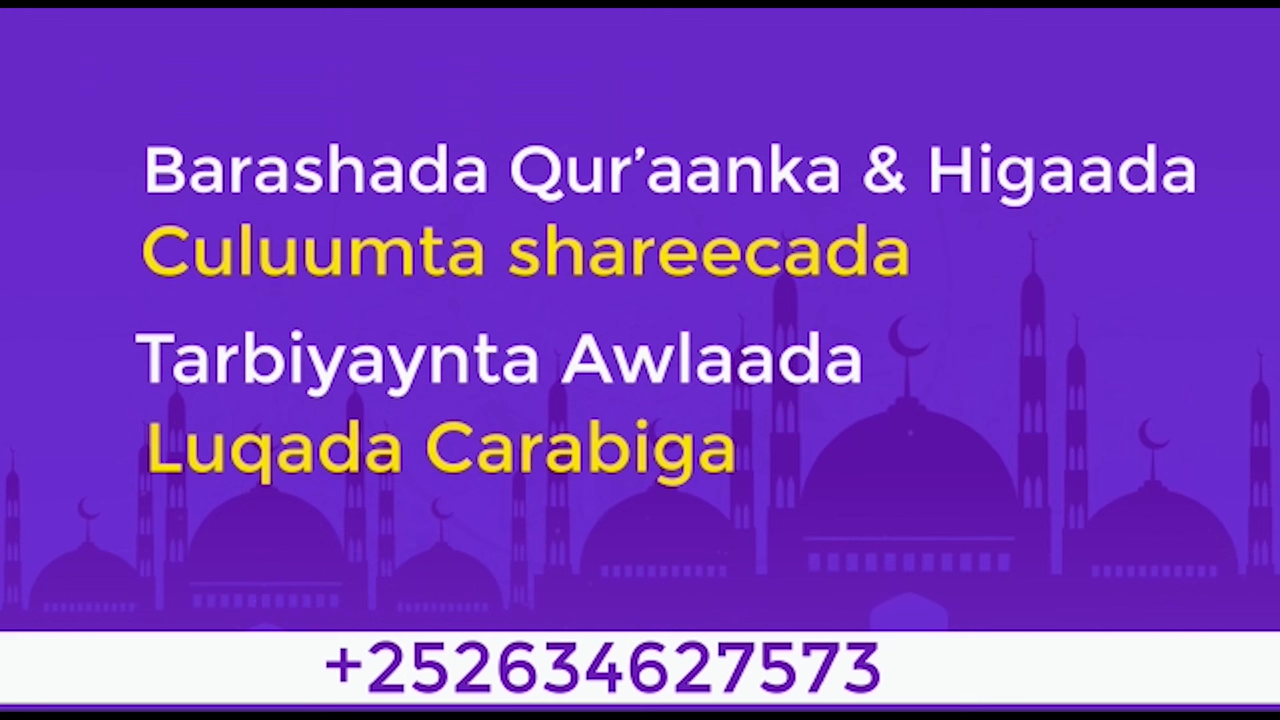 Barashada Qur’aanka & Higaada
Culuumta shareecada
Tarbiyaynta Awlaada
Luqada Carabiga
+252634627573